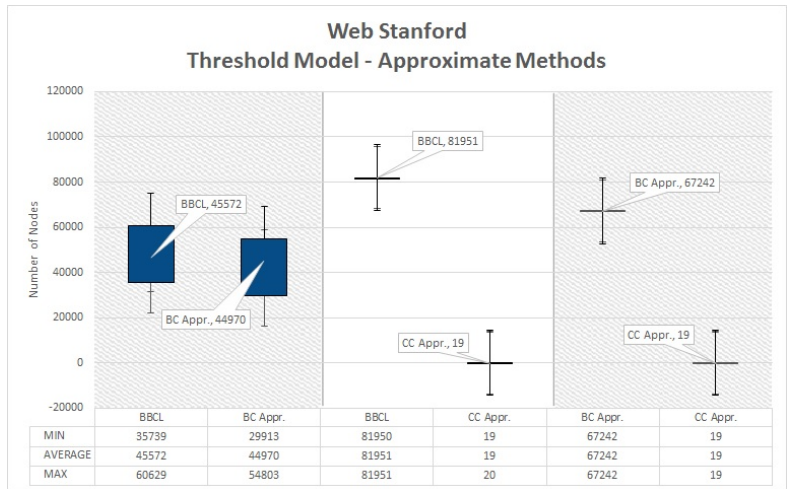 Web Stanford
Threshold Model - Approximate Methods
Number of Nodes
120000
100000
80000
60000
40000
20000
0
-20000
BBCL, 45572
BC Appr., 44970
BBCL, 81951
CC Appr., 19
BC Appr., 67242
CC Appr., 19
BBCL BC Appr. BBCL CC Appr. BC Appr. CC Appr.
MIN 35739 29913 81950 19 67242 19
AVERAGE 45572 44970 81951 19 67242 19
MAX 60629 54803 81951 20 67242 19